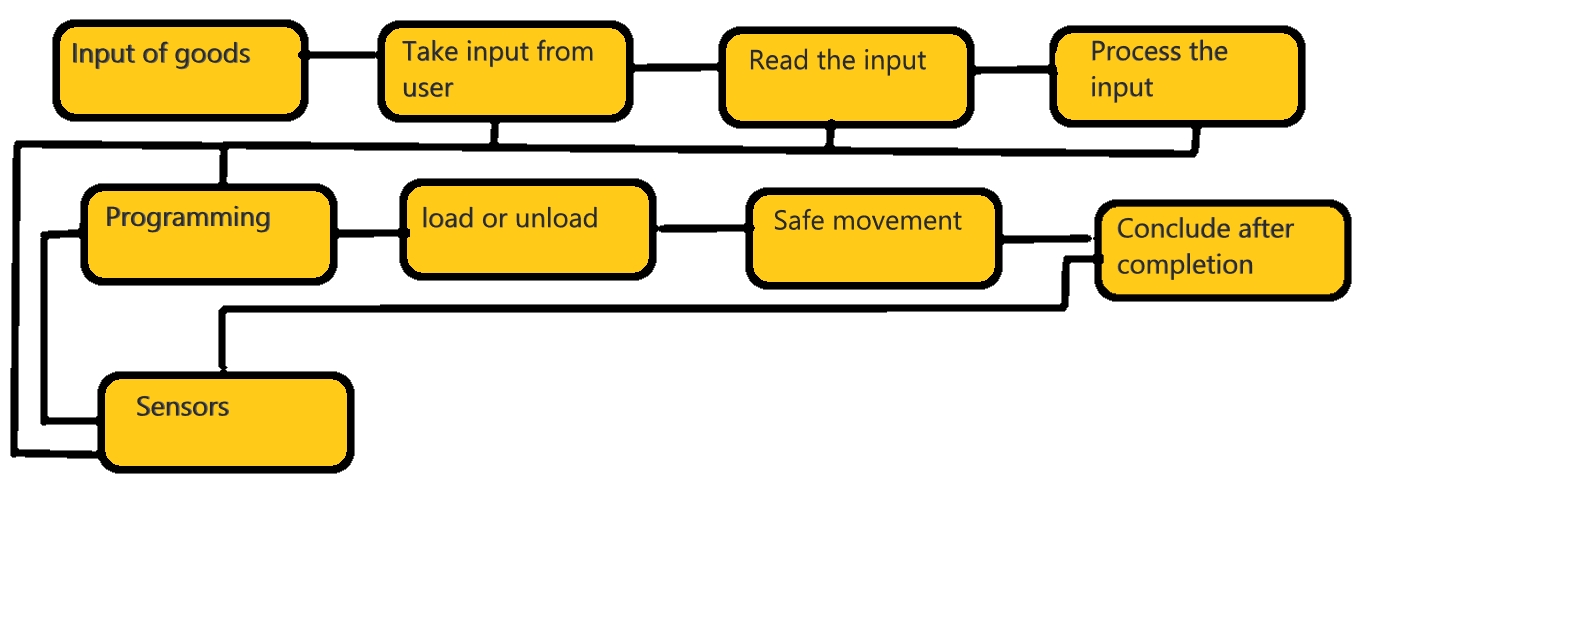 Input of goods
Take input from
user
Read the input
Process the
input
Programming
load or unload
Safe movement
Conclude after
completion
Sensors